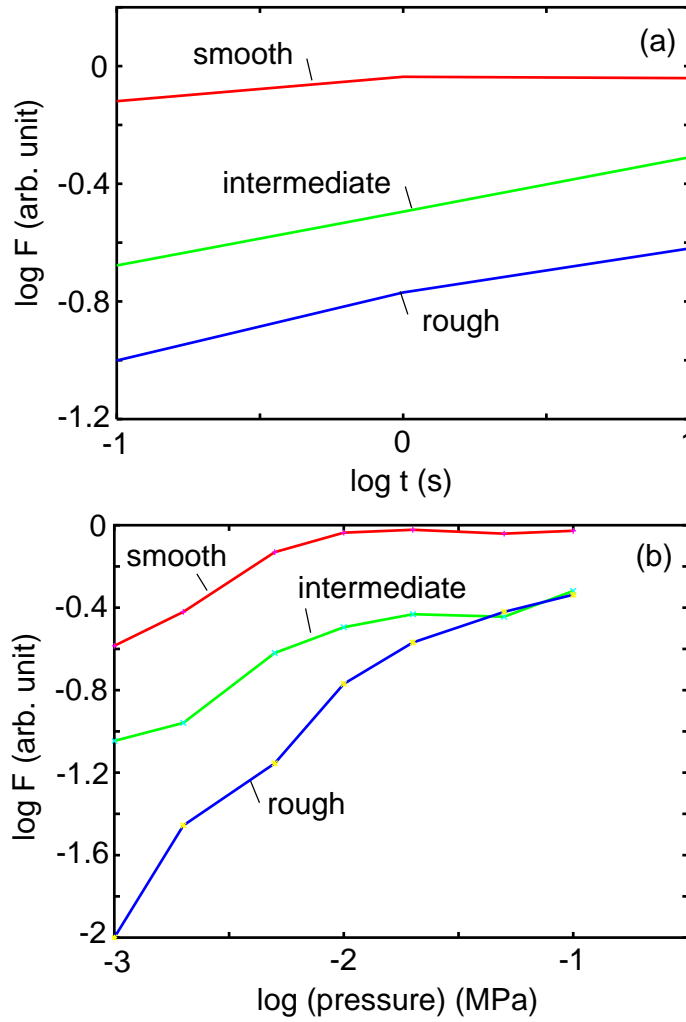 (a)
smooth
intermediate
rough
0
-0.4
-0.8
-1.2
log F (arb. unit)
-1
0
1
log t (s)
(b)
smooth
intermediate
rough
0
-0.4
-0.8
-1.2
-1.6
-2
log F (arb. unit)
-3
-2
-1
log (pressure) (MPa)